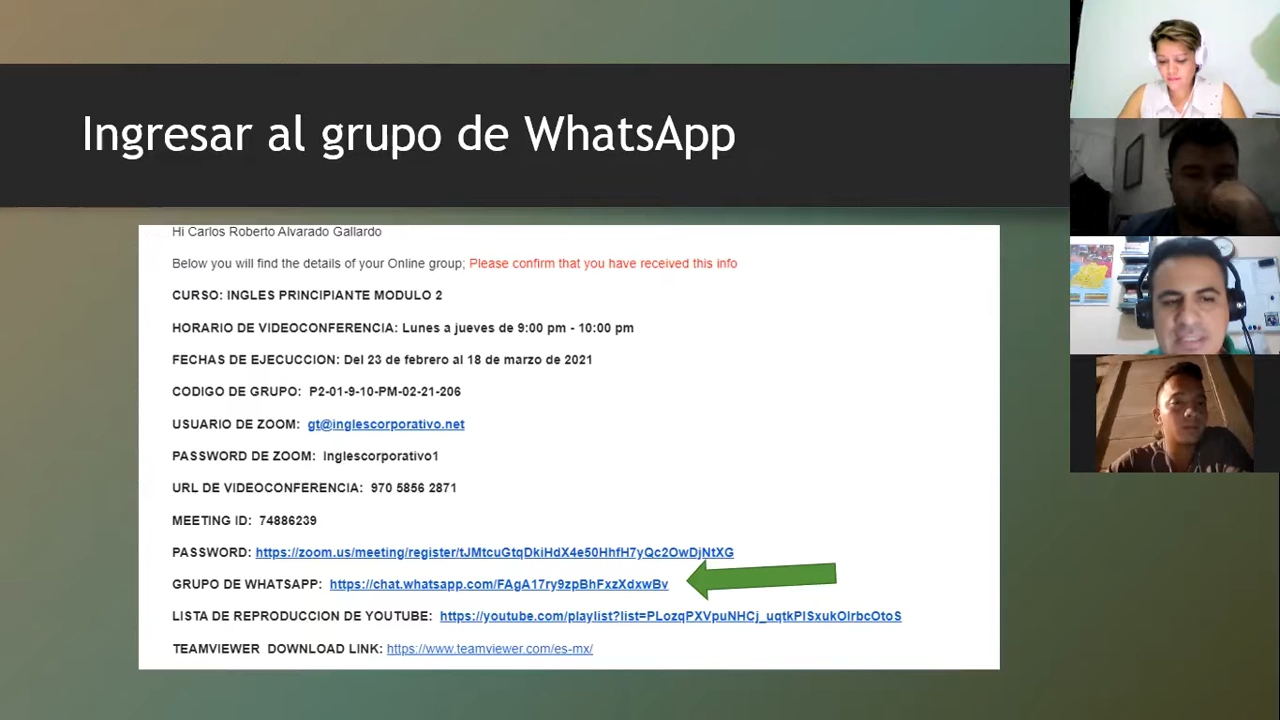 Ingresar al grupo de WhatsApp
Hi Carlos Roberto Alvarado Gallardo
Below you will find the details of your Online group; Please confirm that you have received this info
CURSO: INGLES PRINCIPIANTE MODULO 2
HORARIO DE VIDEOCONFERENCIA: Lunes a jueves de 9:00 pm - 10:00 pm
FECHAS DE EJECUCCION: Del 23 de febrero al 18 de marzo de 2021
CODIGO DE GRUPO: P2-01-9-10-PM-02-21-206
USUARIO DE ZOOM: gt@inglescorporativo.net
PASSWORD DE ZOOM: Inglescorporativo1
URL DE VIDEOCONFERENCIA: 970 5856 2871
MEETING ID: 74886239
PASSWORD: https://zoom.us/meeting/register/tJMtcuGtqDkiHdX4e50HhfH7yQc2OwDjNtXG
GRUPO DE WHATSAPP: https://chat.whatsapp.com/FAgA17ry9zpBhFxzXdxwBv
LISTA DE REPRODUCCION DE YOUTUBE: https://youtube.com/playlist?list=PLozqPXVpuNHCj_uqtkPISxukOlrbcOtoS
TEAMVIEWER DOWNLOAD LINK: https://www.teamviewer.com/es-mx/